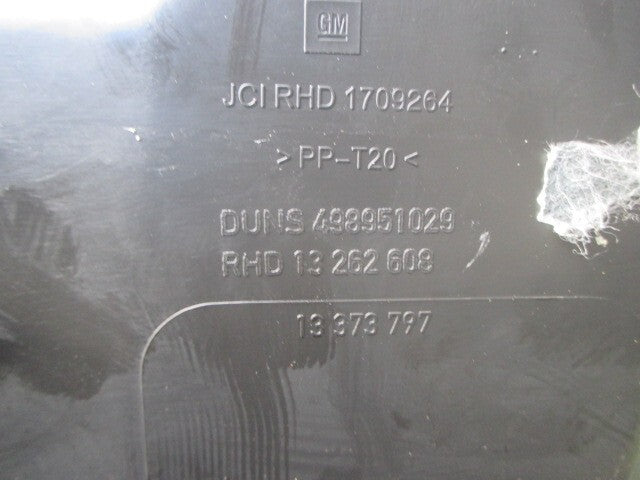 GM
JCI RHD 1709264
>PP-T20<
DUNS 498951029
RHD 13 262 608
13 373 797